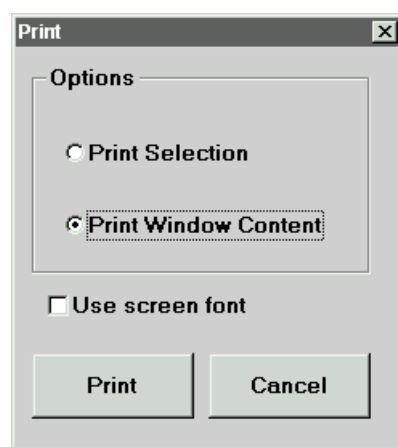 Print
Options
Print Selection
Print Window Content
Use screen font
Print
Cancel